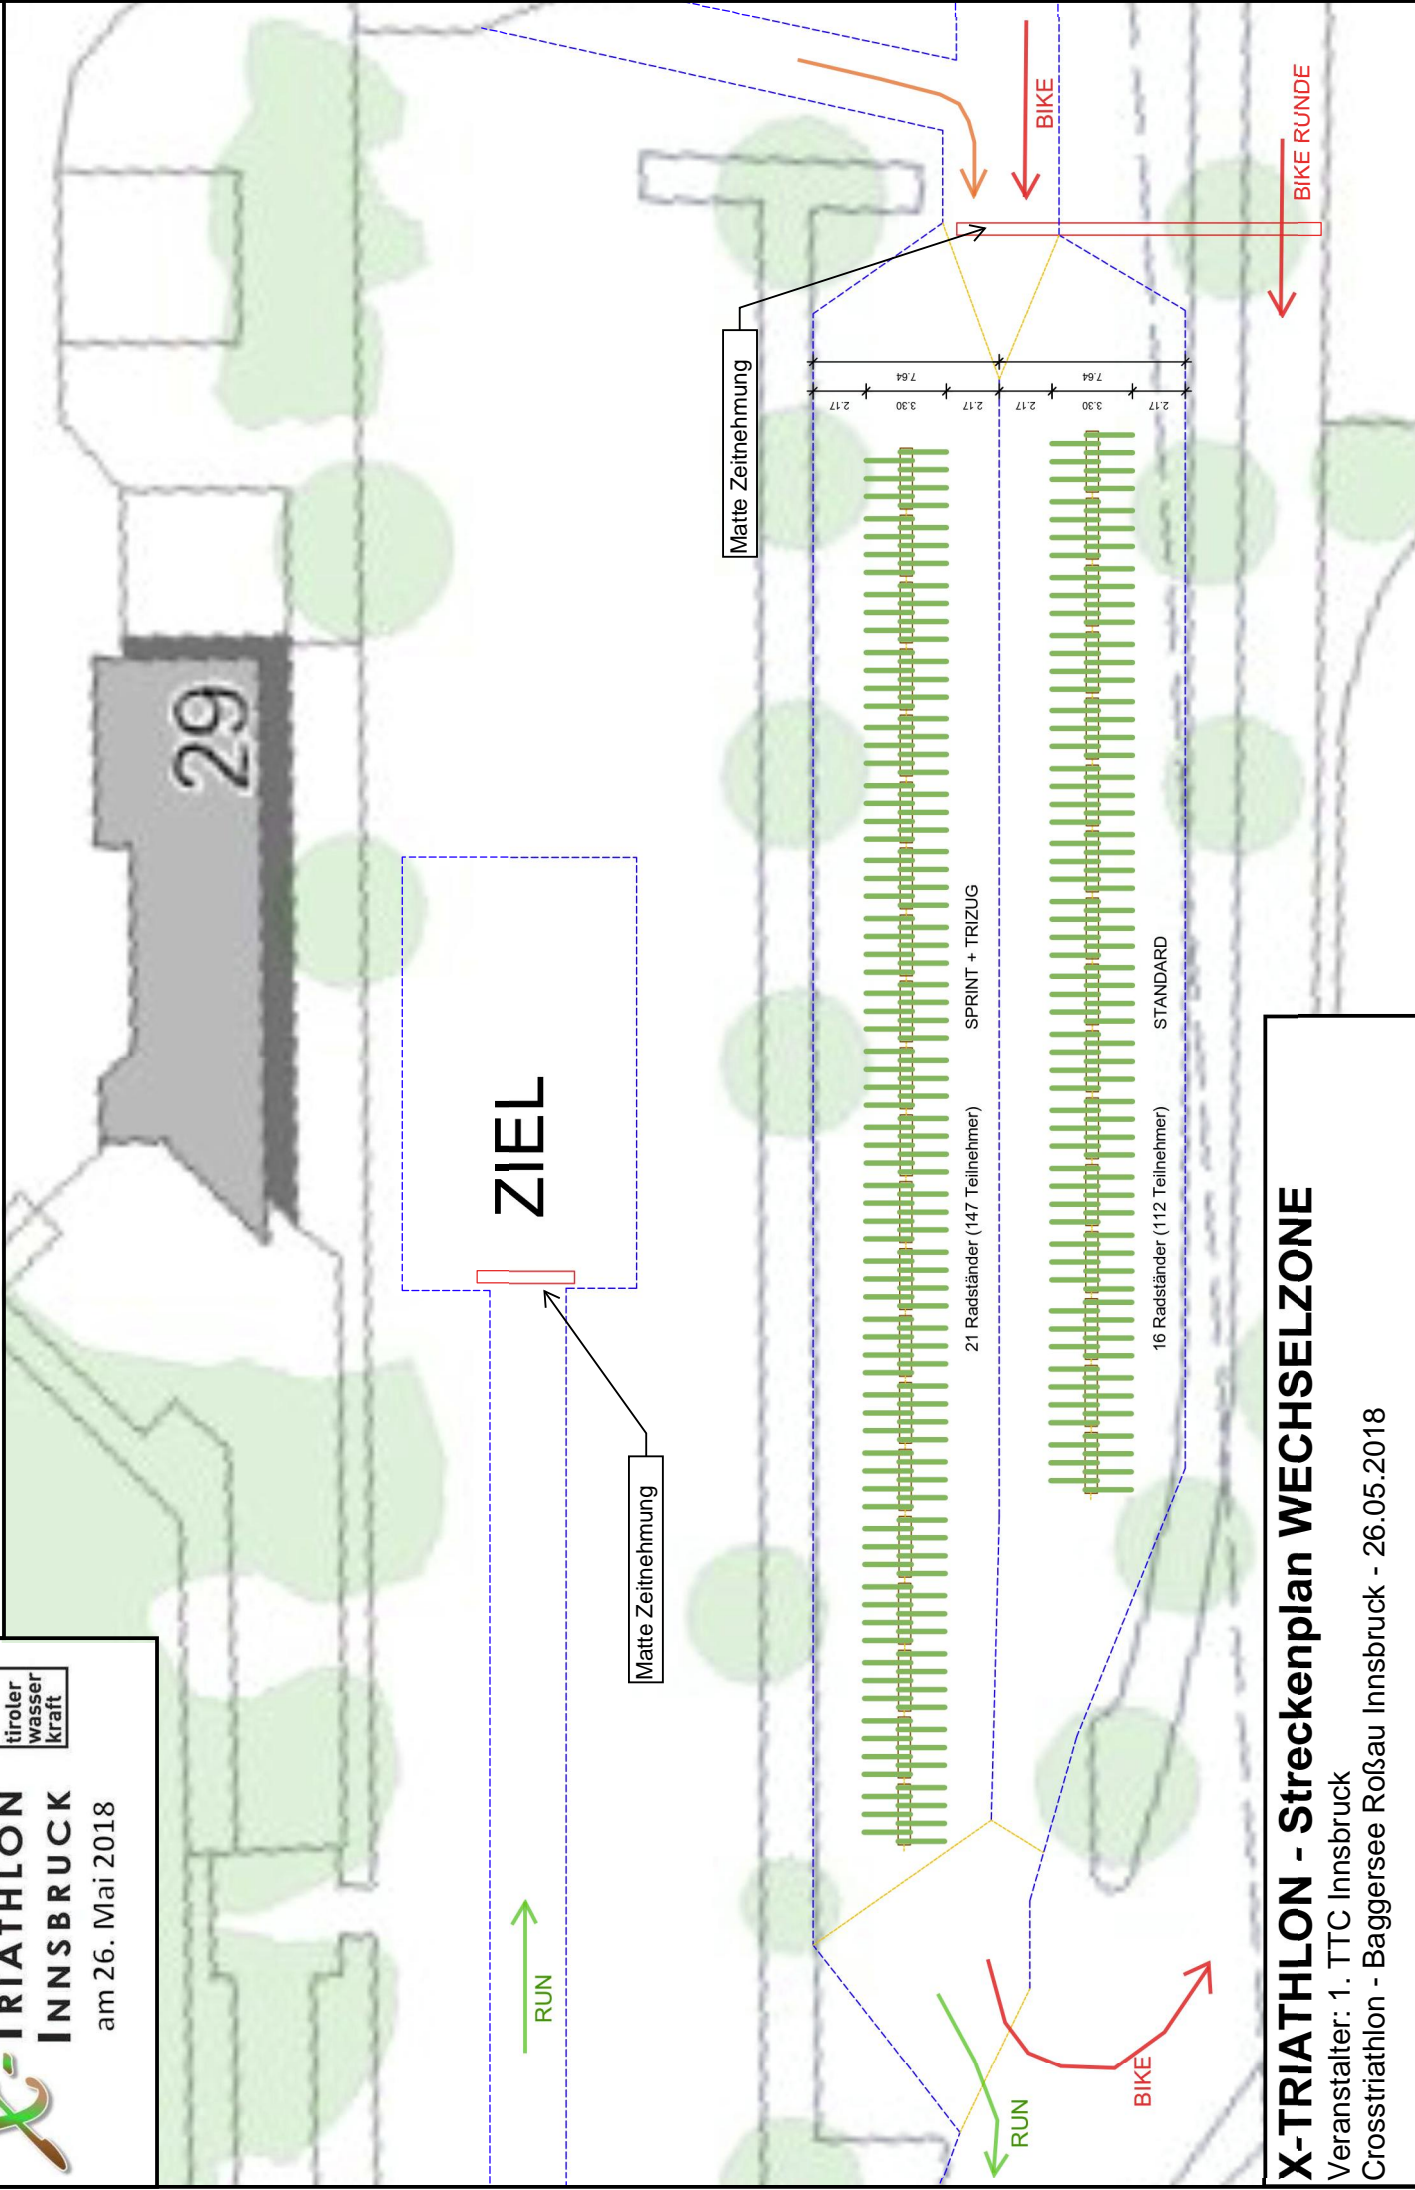 X-TRIATHLON
INNSBRUCK
am 26. Mai 2018
tiroler
wasser
kraft
29
ZIEL
Matte Zeitnehmung
RUN
Matte Zeitnehmung
BIKE
BIKE RUNDE
7.64
7.64
2.17
3.30
2.17
2.17
3.30
2.17
21 Radständer (147 Teilnehmer) SPRINT + TRIZUG
16 Radständer (112 Teilnehmer) STANDARD
RUN
BIKE
X-TRIATHLON - Streckenplan WECHSELZONE
Veranstalter: 1. TTC Innsbruck
Crosstriathlon - Baggersee Roßau Innsbruck - 26.05.2018